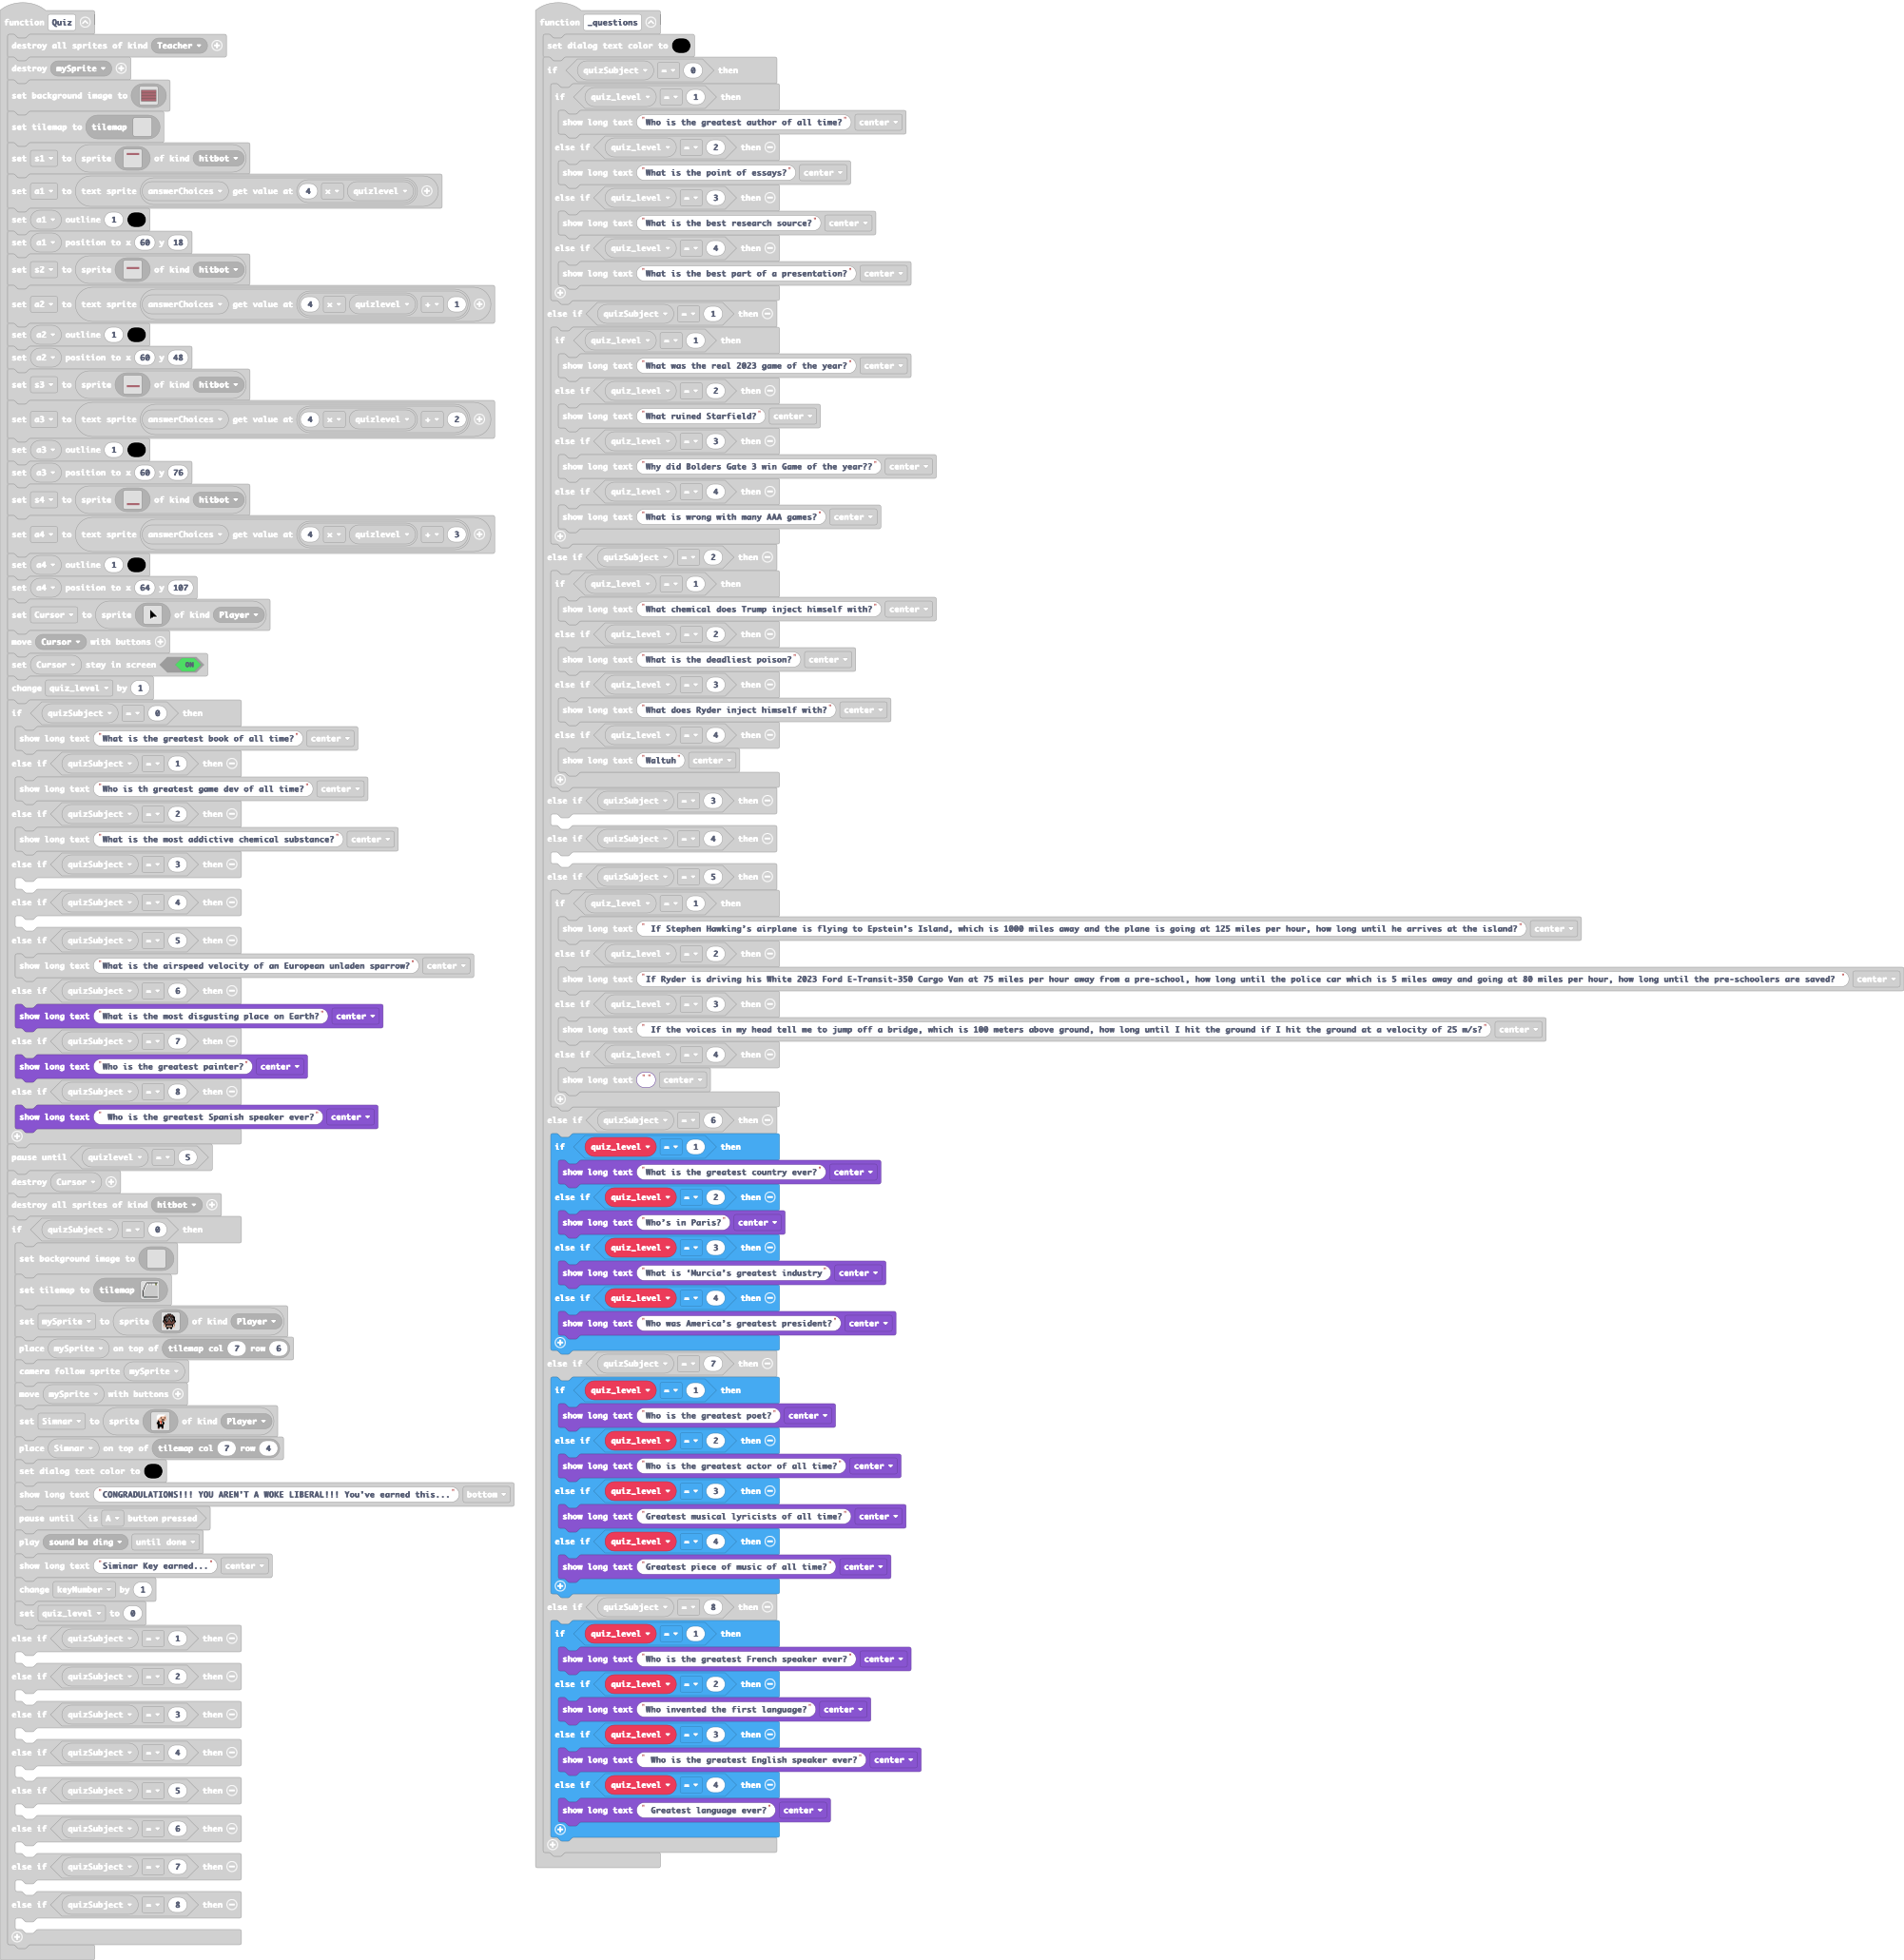 function Quiz
destroy all sprites of kind Teacher
destroy mySprite
set background image to
set tilemap to tilemap
set s1 to sprite of kind hitbot
set a1 to text sprite answerChoices get value at 4 x quizlevel
set a1 outline 1
set a1 position to x 60 y 18
set s2 to sprite of kind hitbot
set a2 to text sprite answerChoices get value at 4 x quizlevel + 1
set a2 outline 1
set a2 position to x 60 y 48
set s3 to sprite of kind hitbot
set a3 to text sprite answerChoices get value at 4 x quizlevel + 2
set a3 outline 1
set a3 position to x 60 y 76
set s4 to sprite of kind hitbot
set a4 to text sprite answerChoices get value at 4 x quizlevel + 3
set a4 outline 1
set a4 position to x 64 y 107
set Cursor to sprite of kind Player
move Cursor with buttons
set Cursor stay in screen ON
change quiz_level by 1
if quizSubject = 0 then
show long text "What is the greatest book of all time?" center
else if quizSubject = 1 then
show long text "Who is th greatest game dev of all time?" center
else if quizSubject = 2 then
show long text "What is the most addictive chemical substance?" center
else if quizSubject = 3 then
else if quizSubject = 4 then
else if quizSubject = 5 then
show long text "What is the airspeed velocity of an European unladen sparrow?" center
else if quizSubject = 6 then
show long text "What is the most disgusting place on Earth?" center
else if quizSubject = 7 then
show long text "Who is the greatest painter?" center
else if quizSubject = 8 then
show long text " Who is the greatest Spanish speaker ever?" center
pause until quizlevel = 5
destroy Cursor
destroy all sprites of kind hitbot
if quizSubject = 0 then
set background image to
set tilemap to tilemap
set mySprite to sprite of kind Player
place mySprite on top of tilemap col 7 row 6
camera follow sprite mySprite
move mySprite with buttons
set Simnar to sprite of kind Player
place Simnar on top of tilemap col 7 row 4
set dialog text color to
show long text "CONGRADULATIONS!!! YOU AREN'T A WOKE LIBERAL!!! You've earned this..." bottom
pause until is A button pressed
play sound ba ding until done
show long text "Siminar Key earned..." center
change keyNumber by 1
set quiz_level to 0
else if quizSubject = 1 then
else if quizSubject = 2 then
else if quizSubject = 3 then
else if quizSubject = 4 then
else if quizSubject = 5 then
else if quizSubject = 6 then
else if quizSubject = 7 then
else if quizSubject = 8 then
function _questions
set dialog text color to
if quizSubject = 0 then
if quiz_level = 1 then
show long text "Who is the greatest author of all time?" center
else if quiz_level = 2 then
show long text "What is the point of essays?" center
else if quiz_level = 3 then
show long text "What is the best research source?" center
else if quiz_level = 4 then
show long text "What is the best part of a presentation?" center
else if quizSubject = 1 then
if quiz_level = 1 then
show long text "What was the real 2023 game of the year?" center
else if quiz_level = 2 then
show long text "What ruined Starfield?" center
else if quiz_level = 3 then
show long text "Why did Bolders Gate 3 win Game of the year??" center
else if quiz_level = 4 then
show long text "What is wrong with many AAA games?" center
else if quizSubject = 2 then
if quiz_level = 1 then
show long text "What chemical does Trump inject himself with?" center
else if quiz_level = 2 then
show long text "What is the deadliest poison?" center
else if quiz_level = 3 then
show long text "What does Ryder inject himself with?" center
else if quiz_level = 4 then
show long text "Waltuh" center
else if quizSubject = 3 then
else if quizSubject = 4 then
else if quizSubject = 5 then
if quiz_level = 1 then
show long text " If Stephen Hawking's airplane is flying to Epstein's Island, which is 1000 miles away and the plane is going at 125 miles per hour, how long until he arrives at the island?" center
else if quiz_level = 2 then
show long text "If Ryder is driving his White 2023 Ford E-Transit-350 Cargo Van at 75 miles per hour away from a pre-school, how long until the police car which is 5 miles away and going at 80 miles per hour, how long until the pre-schoolers are saved? " center
else if quiz_level = 3 then
show long text " If the voices in my head tell me to jump off a bridge, which is 100 meters above ground, how long until I hit the ground if I hit the ground at a velocity of 25 m/s?" center
else if quiz_level = 4 then
show long text "" center
else if quizSubject = 6 then
if quiz_level = 1 then
show long text "What is the greatest country ever?" center
else if quiz_level = 2 then
show long text "Who's in Paris?" center
else if quiz_level = 3 then
show long text "What is 'Murcia's greatest industry" center
else if quiz_level = 4 then
show long text "Who was America's greatest president?" center
else if quizSubject = 7 then
if quiz_level = 1 then
show long text "Who is the greatest poet?" center
else if quiz_level = 2 then
show long text "Who is the greatest actor of all time?" center
else if quiz_level = 3 then
show long text "Greatest musical lyricists of all time?" center
else if quiz_level = 4 then
show long text "Greatest piece of music of all time?" center
else if quizSubject = 8 then
if quiz_level = 1 then
show long text "Who is the greatest French speaker ever?" center
else if quiz_level = 2 then
show long text "Who invented the first language?" center
else if quiz_level = 3 then
show long text " Who is the greatest English speaker ever?" center
else if quiz_level = 4 then
show long text " Greatest language ever?" center